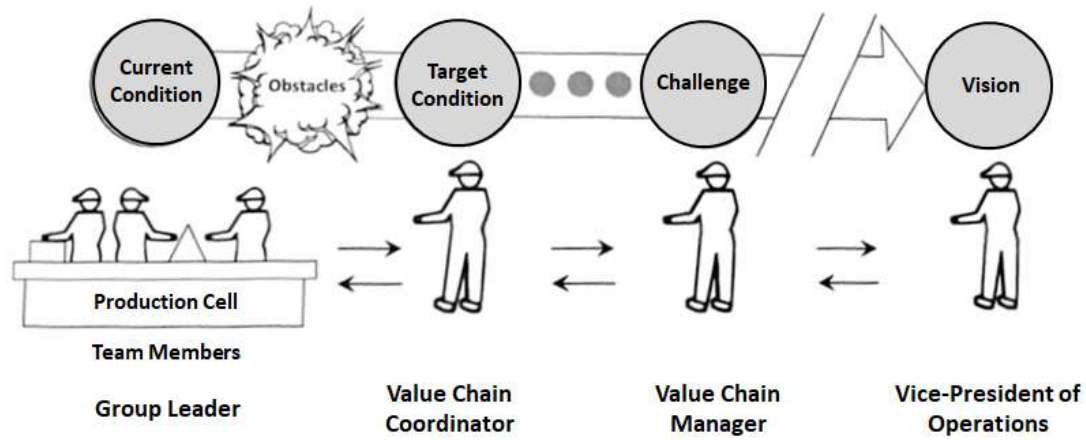 Current
Condition
Obstacles
Target
Condition
Challenge
Vision
Production Cell
Team Members
Group Leader
Value Chain
Coordinator
Value Chain
Manager
Vice-President of
Operations